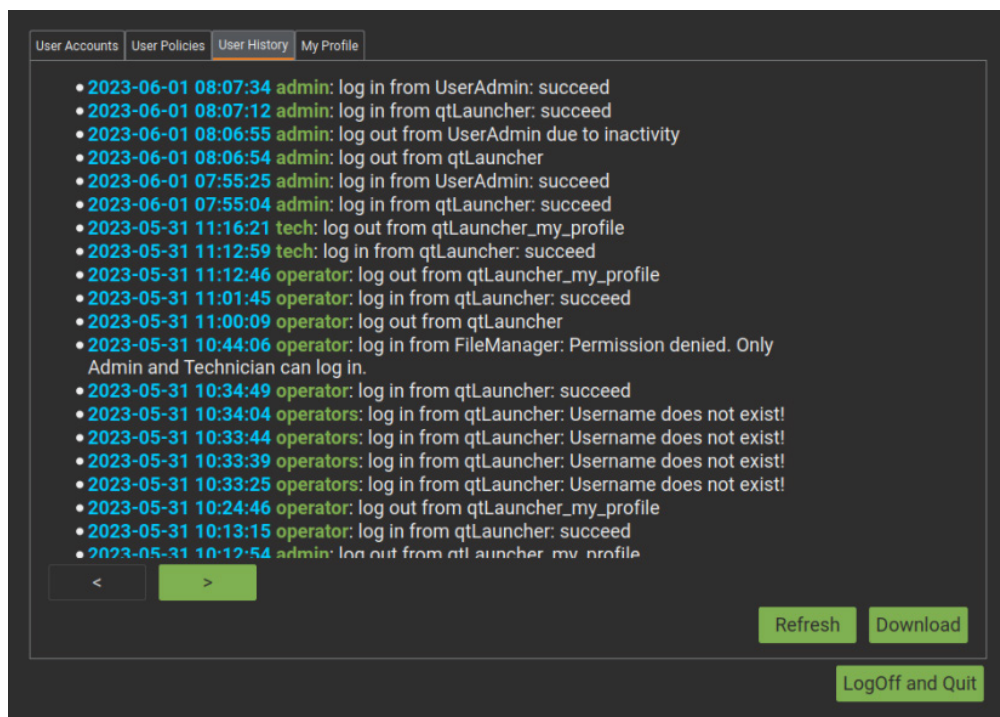 User Accounts User Policies User History My Profile
• 2023-06-01 08:07:34 admin: log in from UserAdmin: succeed
• 2023-06-01 08:07:12 admin: log in from qtLauncher: succeed
• 2023-06-01 08:06:55 admin: log out from UserAdmin due to inactivity
• 2023-06-01 08:06:54 admin: log out from qtLauncher
• 2023-06-01 07:55:25 admin: log in from UserAdmin: succeed
• 2023-06-01 07:55:04 admin: log in from qtLauncher: succeed
• 2023-05-31 11:16:21 tech: log out from qtLauncher_my_profile
• 2023-05-31 11:12:59 tech: log in from qtLauncher: succeed
• 2023-05-31 11:12:46 operator: log out from qtLauncher_my_profile
• 2023-05-31 11:01:45 operator: log in from qtLauncher: succeed
• 2023-05-31 11:00:09 operator: log out from qtLauncher
• 2023-05-31 10:44:06 operator: log in from FileManager: Permission denied. Only
Admin and Technician can log in.
• 2023-05-31 10:34:49 operator: log in from qtLauncher: succeed
• 2023-05-31 10:34:04 operators: log in from qtLauncher: Username does not exist!
• 2023-05-31 10:33:44 operators: log in from qtLauncher: Username does not exist!
• 2023-05-31 10:33:39 operators: log in from qtLauncher: Username does not exist!
• 2023-05-31 10:33:25 operators: log in from qtLauncher: Username does not exist!
• 2023-05-31 10:24:46 operator: log out from qtLauncher_my_profile
• 2023-05-31 10:13:15 operator: log in from qtLauncher: succeed
• 2023-05-31 10:12:54 admin: log out from qtLauncher_my_profile
< >
Refresh Download
LogOff and Quit